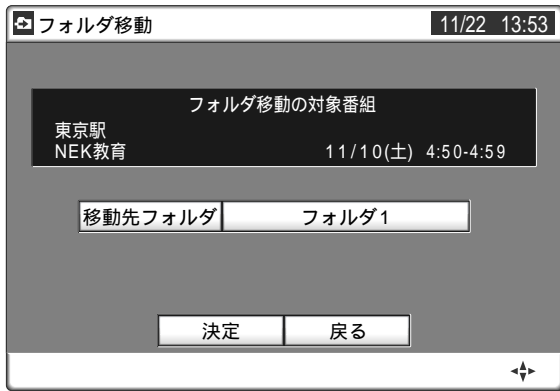 フォルダ移動 11/22 13:53
フォルダ移動の対象番組
東京駅
NEK教育 11/10(土) 4:50-4:59
移動先フォルダ フォルダ1
決定 戻る